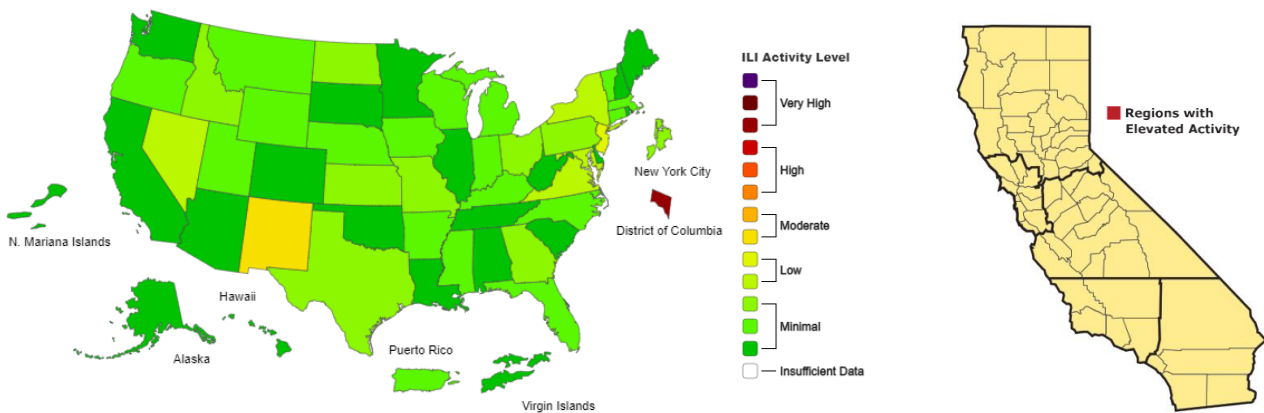 ILI Activity Level
Very High
High
Moderate
Low
Minimal
Insufficient Data
New York City
District of Columbia
N. Mariana Islands
Hawaii
Alaska
Puerto Rico
Virgin Islands
Regions with
Elevated Activity